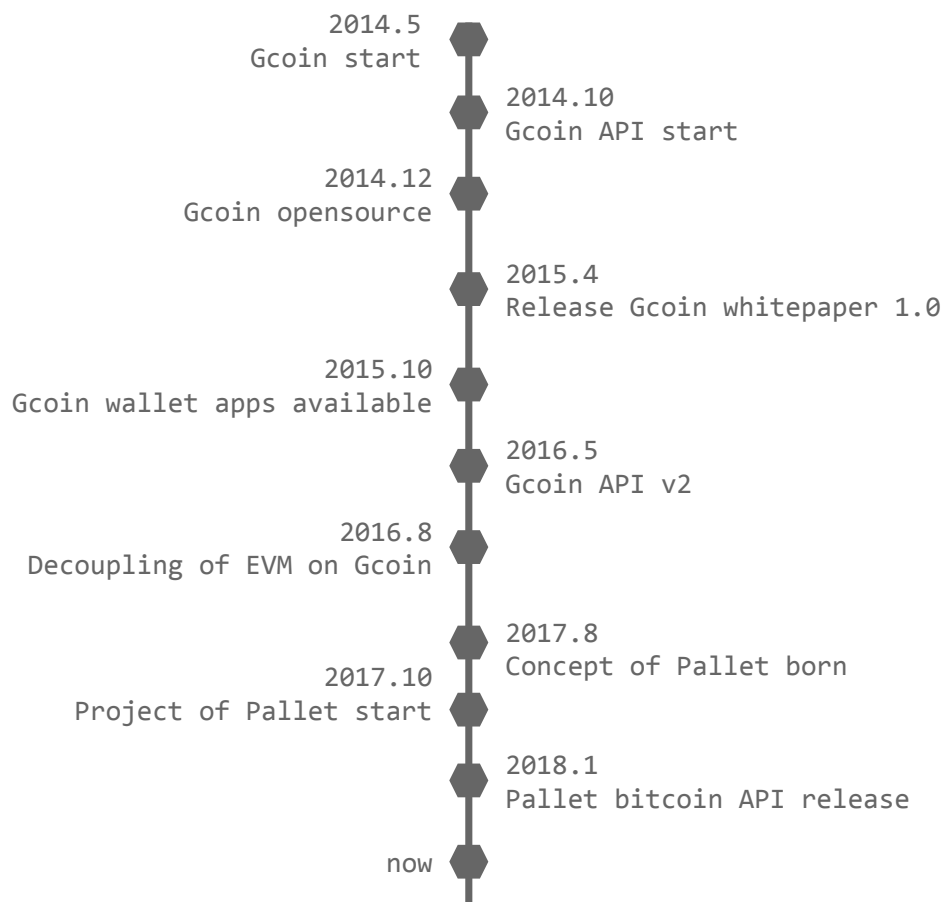 2014.5
Gcoin start
2014.10
Gcoin API start
2014.12
Gcoin opensource
2015.4
Release Gcoin whitepaper 1.0
2015.10
Gcoin wallet apps available
2016.5
Gcoin API v2
2016.8
Decoupling of EVM on Gcoin
2017.8
Concept of Pallet born
2017.10
Project of Pallet start
2018.1
Pallet bitcoin API release
now